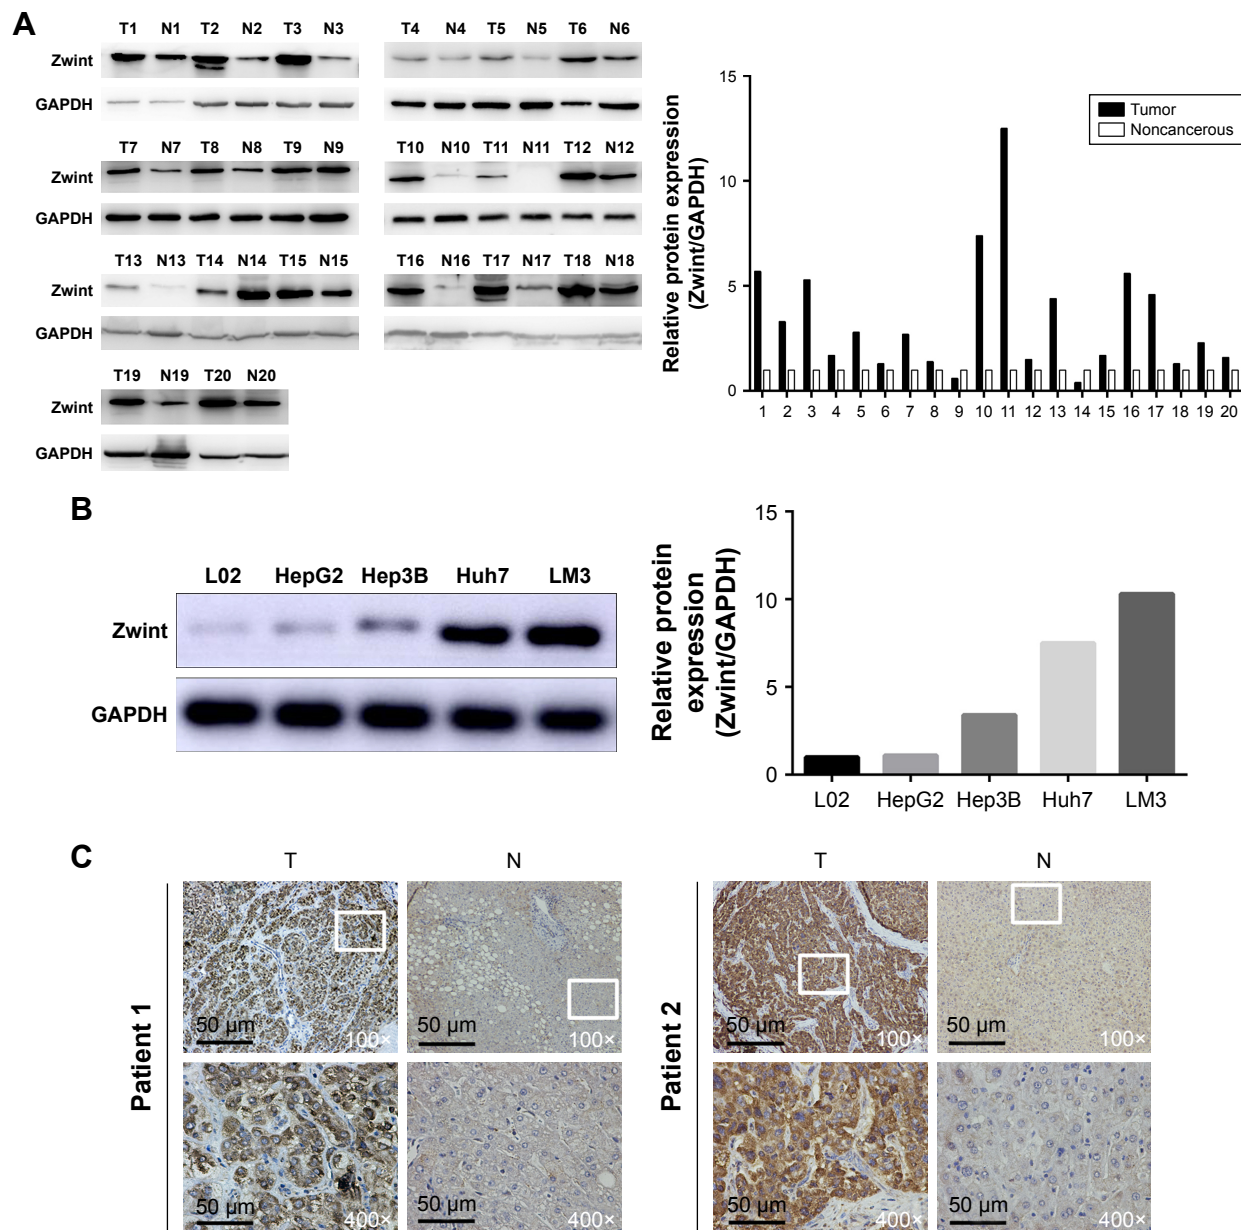 A
T1 N1 T2 N2 T3 N3
Zwint
GAPDH
T4 N4 T5 N5 T6 N6
T7 N7 T8 N8 T9 N9
Zwint
GAPDH
T10 N10 T11 N11 T12 N12
T13 N13 T14 N14 T15 N15
Zwint
GAPDH
T16 N16 T17 N17 T18 N18
T19 N19 T20 N20
Zwint
GAPDH
Relative protein expression
(Zwint/GAPDH)
15
10
5
0
Tumor
Noncancerous
1 2 3 4 5 6 7 8 9 10 11 12 13 14 15 16 17 18 19 20
B
L02 HepG2 Hep3B Huh7 LM3
Zwint
GAPDH
Relative protein
expression
(Zwint/GAPDH)
15
10
5
0
L02 HepG2 Hep3B Huh7 LM3
C
T N
Patient 1
50 µm 100× 50 µm 100×
50 µm 400× 50 µm 400×
T N
Patient 2
50 µm 100× 50 µm 100×
50 µm 400× 50 µm 400×